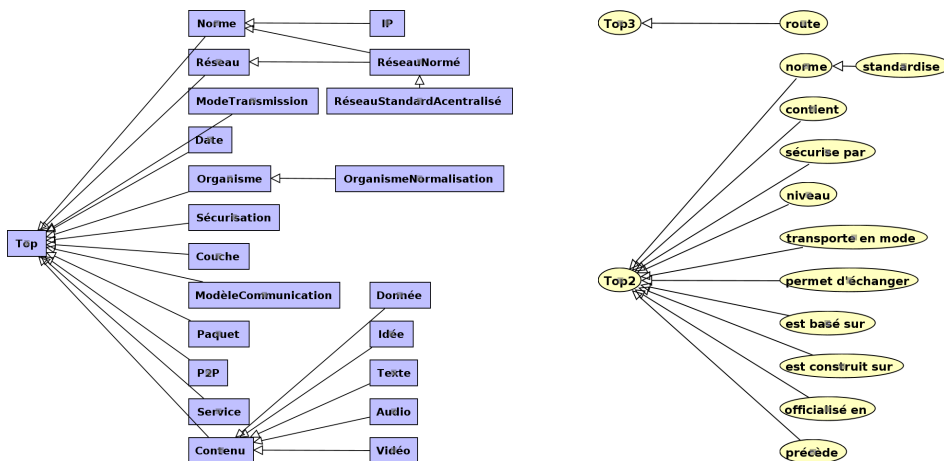 Norme
IP
Réseau
RéseauNormé
ModeTransmission
RéseauStandardAcentralisé
Date
Organisme
OrganismeNormalisation
Sécurisation
Top
Couche
ModèleCommunication
Donnée
Paquet
Idée
P2P
Texte
Service
Audio
Contenu
Vidéo
Top3
route
norme
standardise
contient
sécurise par
niveau
transporte en mode
Top2
permet d'échanger
est basé sur
est construit sur
officialisé en
précède